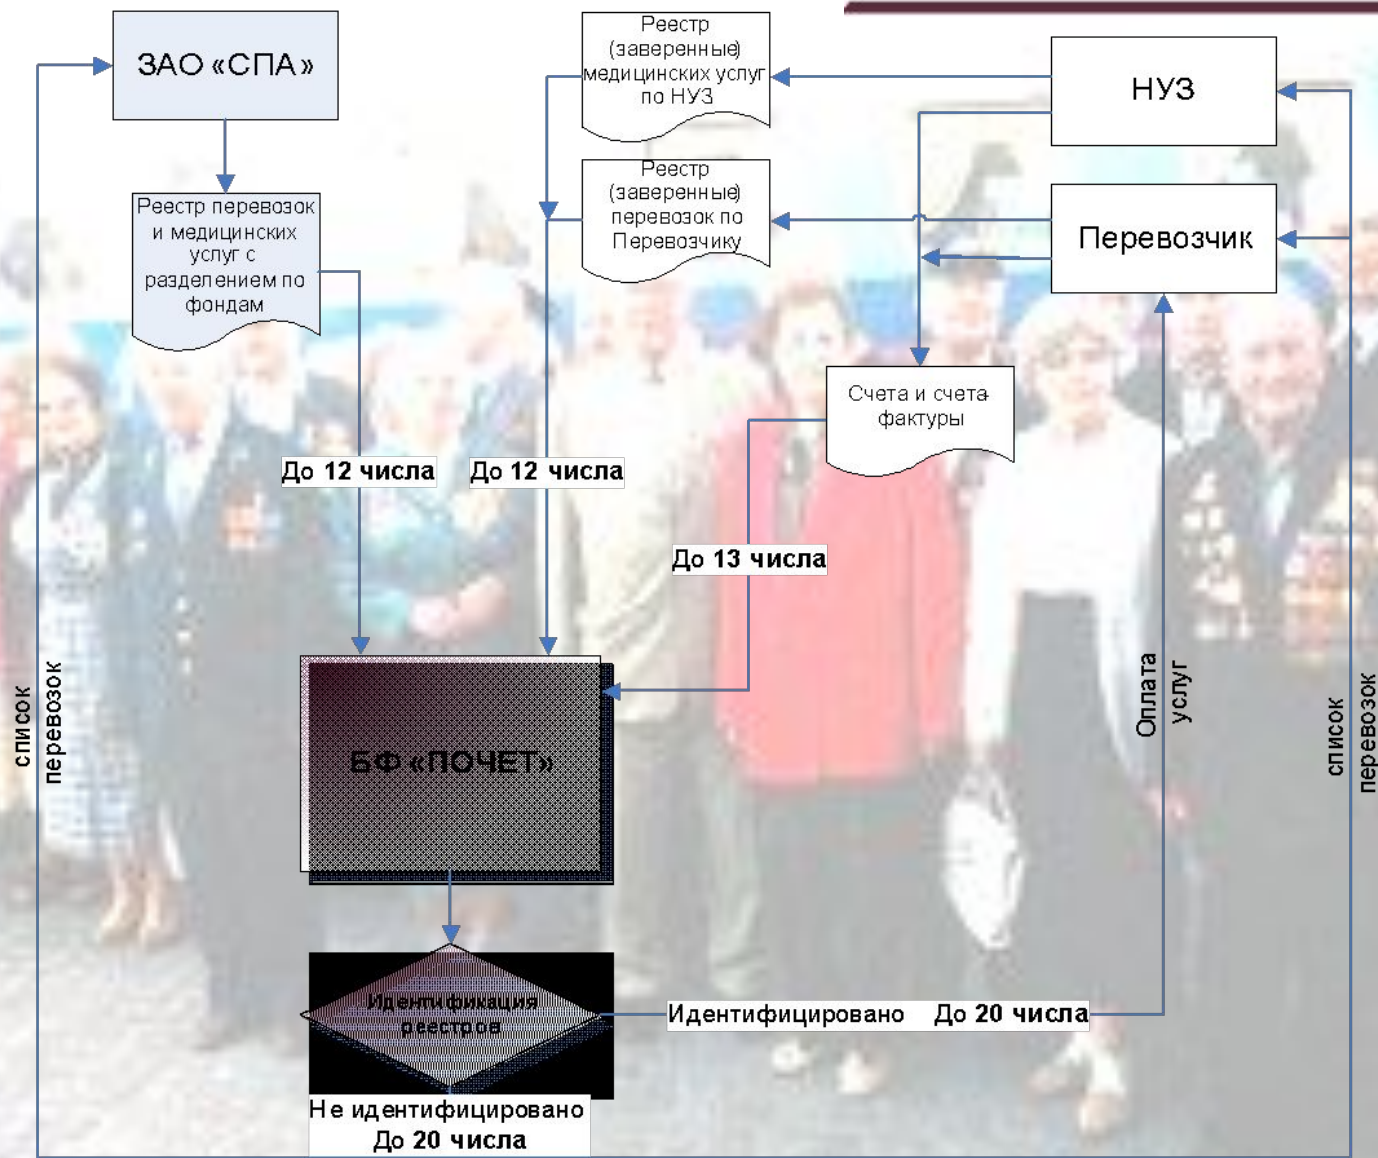 ЗАО «СПА»
Реестр
(заверенные)
медицинских услуг
по НУЗ
НУЗ
Реестр перевозок
и медицинских
услуг с
разделением по
фондам
Реестр
(заверенные)
перевозок по
Перевозчику
Перевозчик
Счета и счета-
фактуры
До 12 числа
До 12 числа
До 13 числа
список
перевозок
БФ «ПОЧЕТ»
Оплата
услуг
список
перевозок
Идентификация
реестров
Идентифицировано До 20 числа
Не идентифицировано
До 20 числа